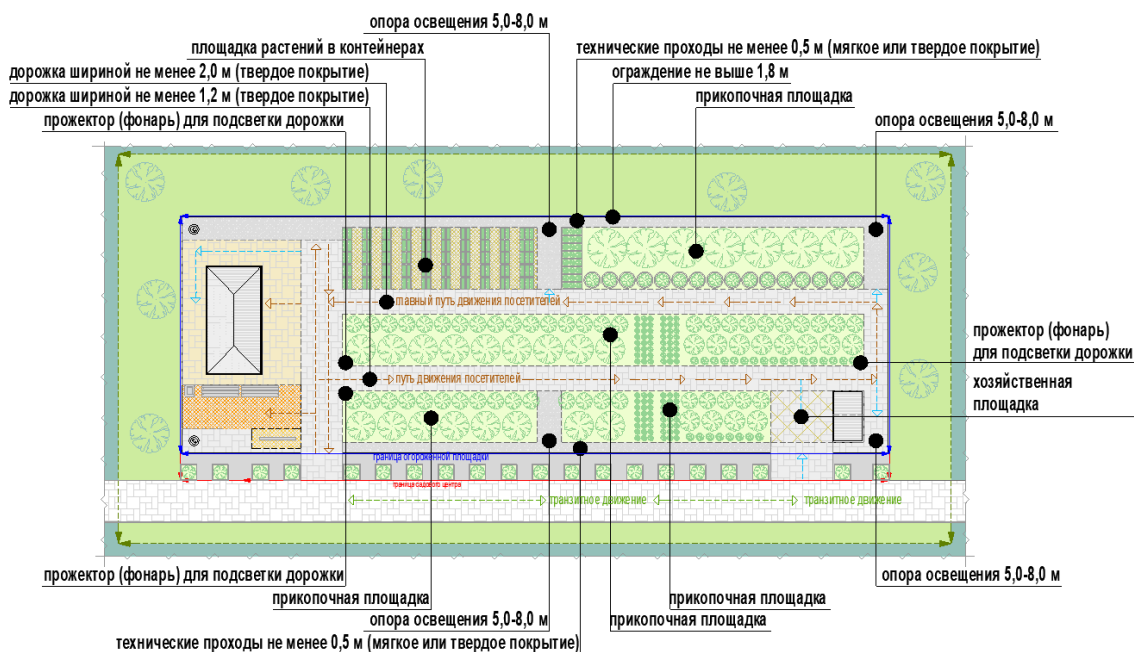 опора освещения 5,0-8,0 м
площадка растений в контейнерах
технические проходы не менее 0,5 м (мягкое или твердое покрытие)
дорожка шириной не менее 2,0 м (твердое покрытие)
ограждение не выше 1,8 м
дорожка шириной не менее 1,2 м (твердое покрытие)
прикопочная площадка
прожектор (фонарь) для подсветки дорожки
опора освещения 5,0-8,0 м
главный путь движения посетителей
прожектор (фонарь)
для подсветки дорожки
путь движения посетителей
хозяйственная
площадка
граница огороженной площадки
граница садового центра
транзитное движение
транзитное движение
прожектор (фонарь) для подсветки дорожки
опора освещения 5,0-8,0 м
прикопочная площадка
прикопочная площадка
опора освещения 5,0-8,0 м
прикопочная площадка
технические проходы не менее 0,5 м (мягкое или твердое покрытие)